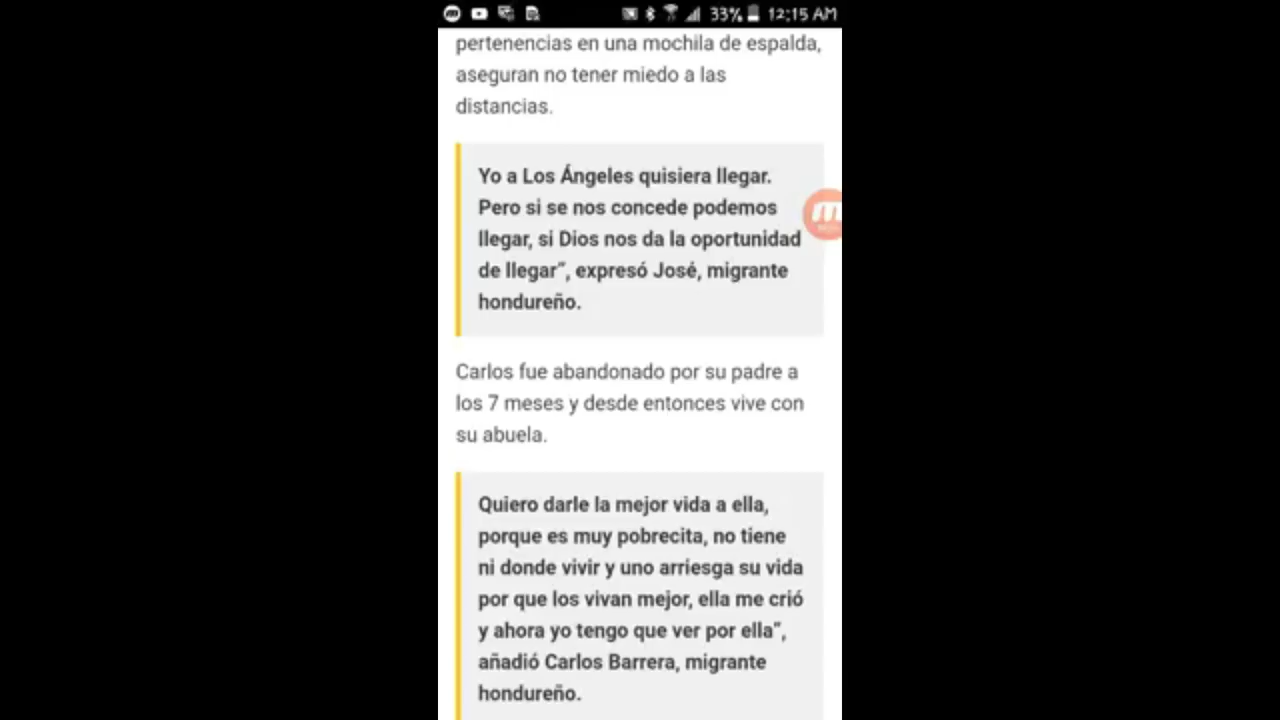 33% 12:15 AM
pertenencias en una mochila de espalda,
aseguran no tener miedo a las
distancias.
Yo a Los Ángeles quisiera llegar.
Pero si se nos concede podemos
llegar, si Dios nos da la oportunidad
de llegar”, expresó José, migrante
hondureño.
Carlos fue abandonado por su padre a
los 7 meses y desde entonces vive con
su abuela.
Quiero darle la mejor vida a ella,
porque es muy pobrecita, no tiene
ni donde vivir y uno arriesga su vida
por que los vivan mejor, ella me crió
y ahora yo tengo que ver por ella”,
añadió Carlos Barrera, migrante
hondureño.